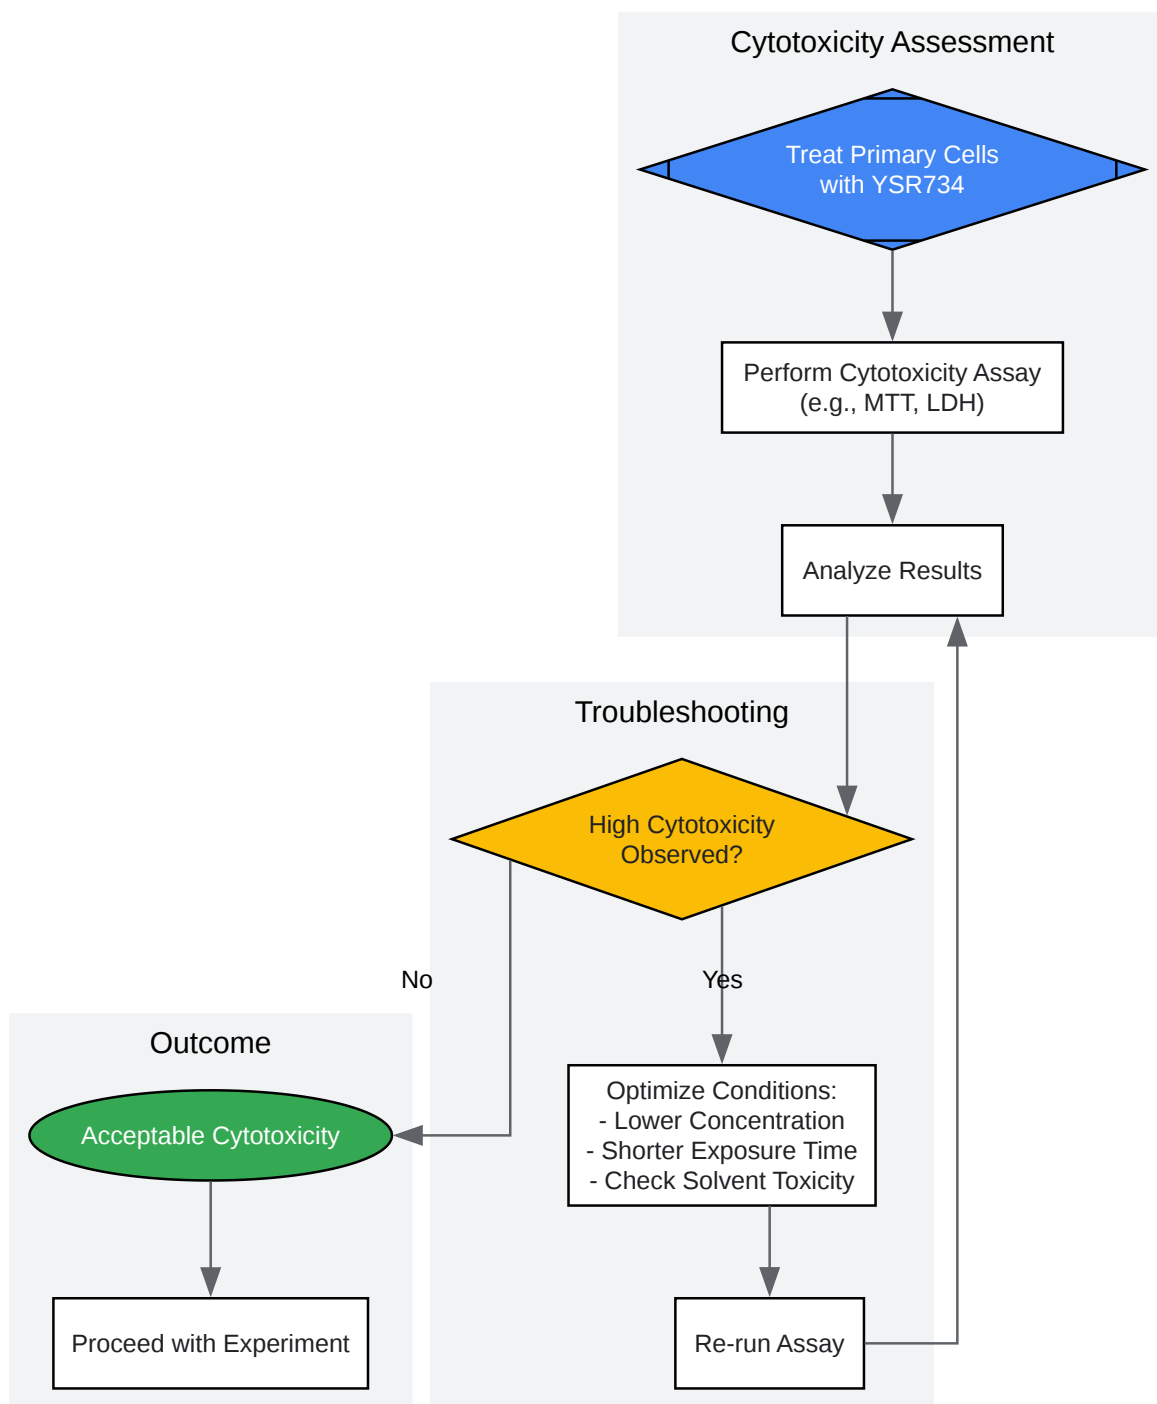 Cytotoxicity Assessment
Treat Primary Cells
with YSR734
Perform Cytotoxicity Assay
(e.g., MTT, LDH)
Analyze Results
Troubleshooting
High Cytotoxicity
Observed?
No
Yes
Outcome
Acceptable Cytotoxicity
Optimize Conditions:
- Lower Concentration
- Shorter Exposure Time
- Check Solvent Toxicity
Proceed with Experiment
Re-run Assay